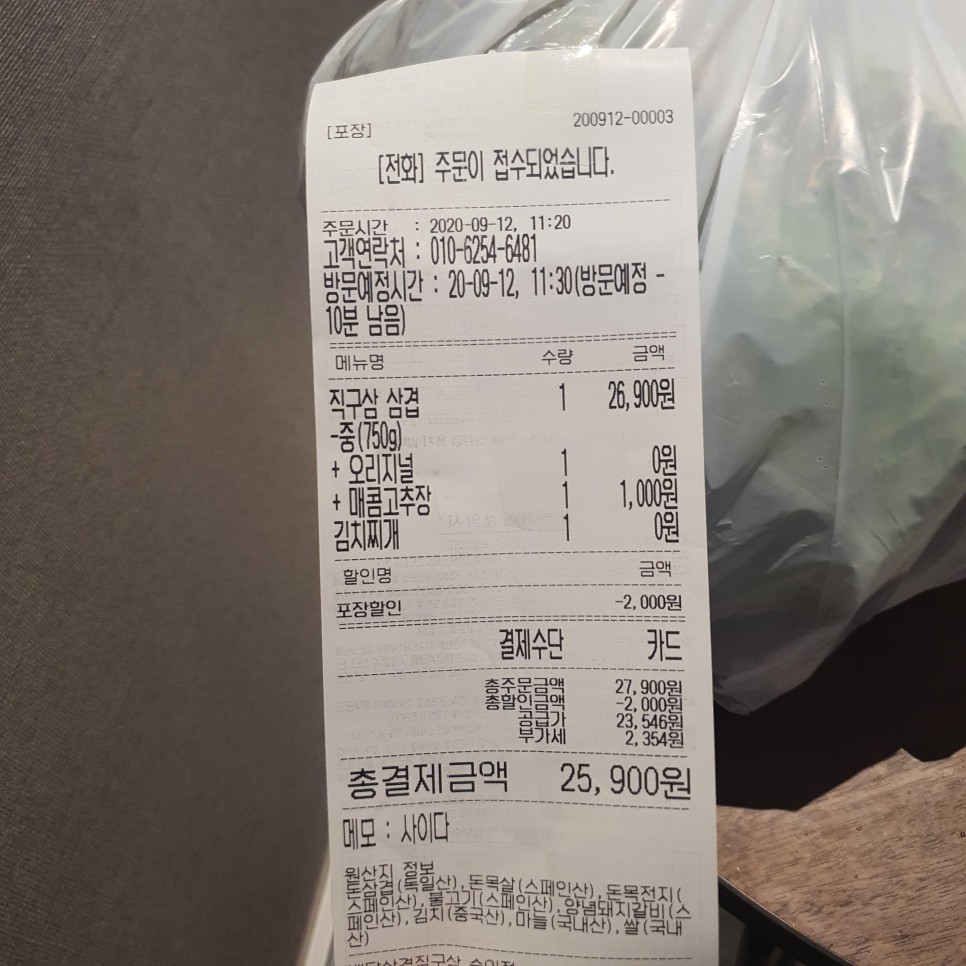 [포장] 200912-00003
[전화] 주문이 접수되었습니다.
주문시간 : 2020-09-12, 11:20
고객연락처 : 010-6254-6481
방문예정시간 : 20-09-12, 11:30(방문예정 -
10분 남음)
메뉴명 수량 금액
직구삼 삼겹 1 26,900원
-중(750g)
+ 오리지널 1 0원
+ 매콤고추장 1 1,000원
김치찌개 1 0원
할인명 금액
포장할인 -2,000원
결제수단 카드
총주문금액 27,900원
총할인금액 -2,000원
공급가 23,546원
부가세 2,354원
총결제금액 25,900원
메모 : 사이다
원산지 정보
돈삼겹(독일산),돈목살(스페인산),돈목전지(
스페인산),불고기(스페인산),양념돼지갈비(스
페인산),김치(중국산),마늘(국내산),쌀(국내
산)